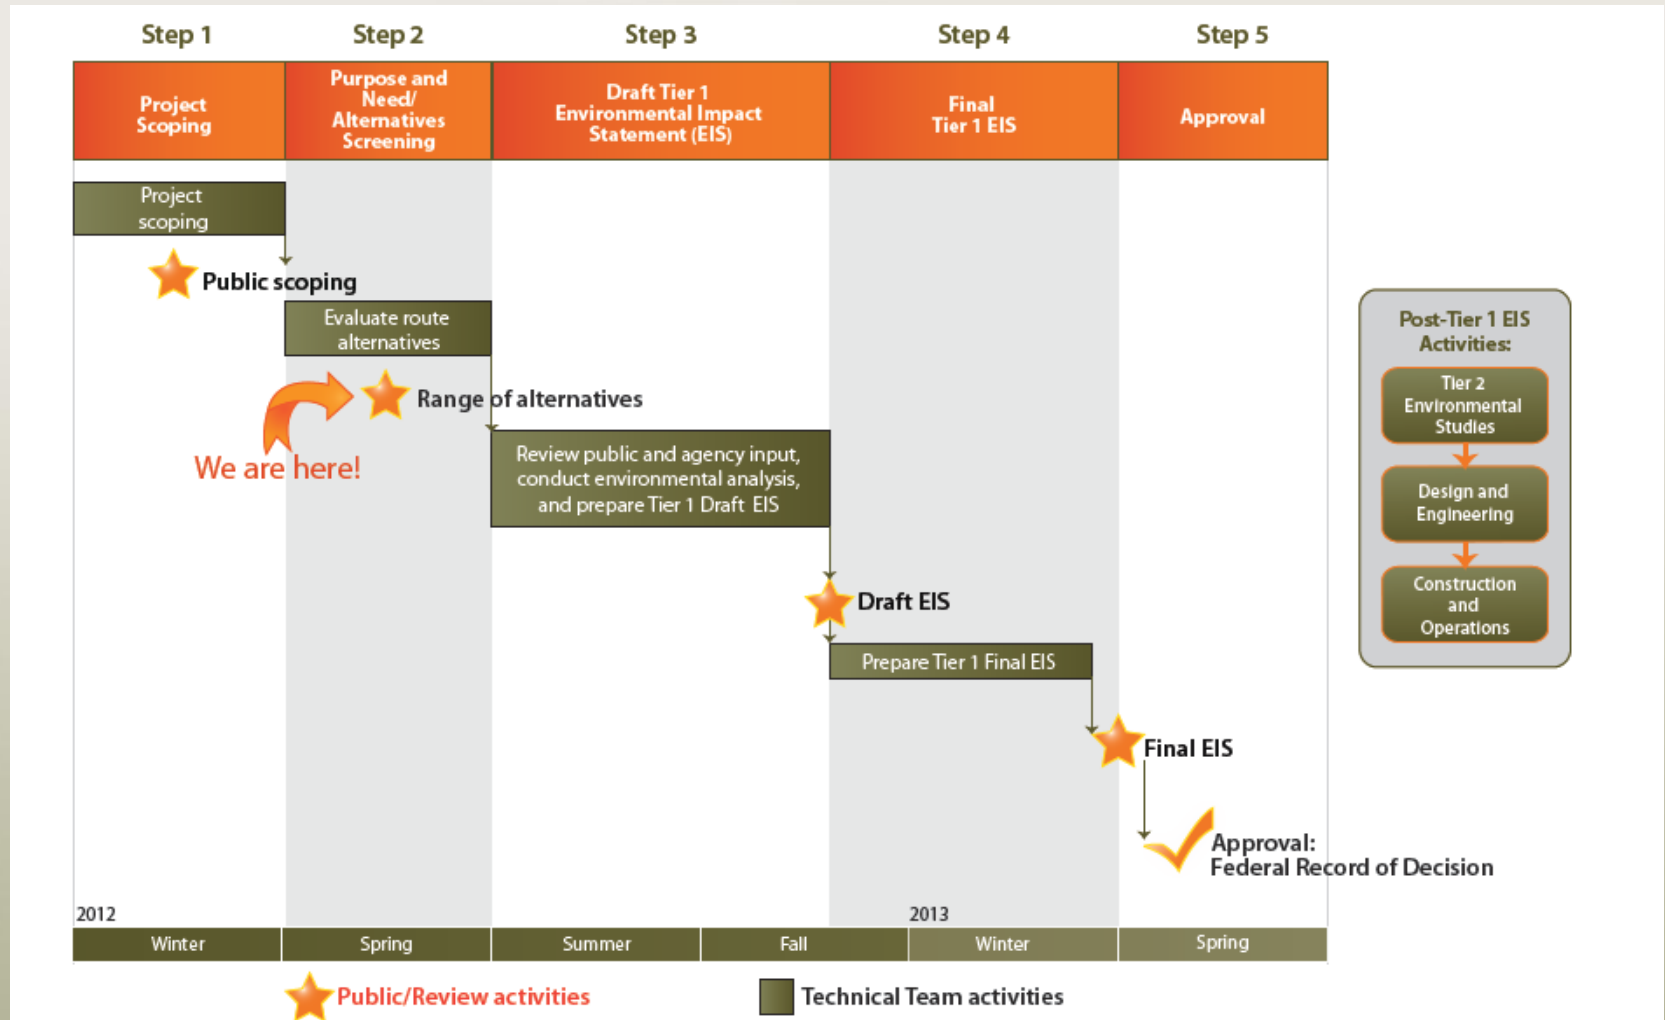 Step 1
Step 2
Step 3
Step 4
Step 5
Project
Scoping
Purpose and
Need/
Alternatives
Screening
Draft Tier 1
Environmental Impact
Statement (EIS)
Final
Tier 1 EIS
Approval
Project
scoping
Public scoping
Evaluate route
alternatives
Range of alternatives
We are here!
Review public and agency input,
conduct environmental analysis,
and prepare Tier 1 Draft EIS
Draft EIS
Prepare Tier 1 Final EIS
Final EIS
Approval:
Federal Record of Decision
Post-Tier 1 EIS
Activities:
Tier 2
Environmental
Studies
Design and
Engineering
Construction
and
Operations
2012
2013
Winter
Spring
Summer
Fall
Winter
Spring
Public/Review activities
Technical Team activities